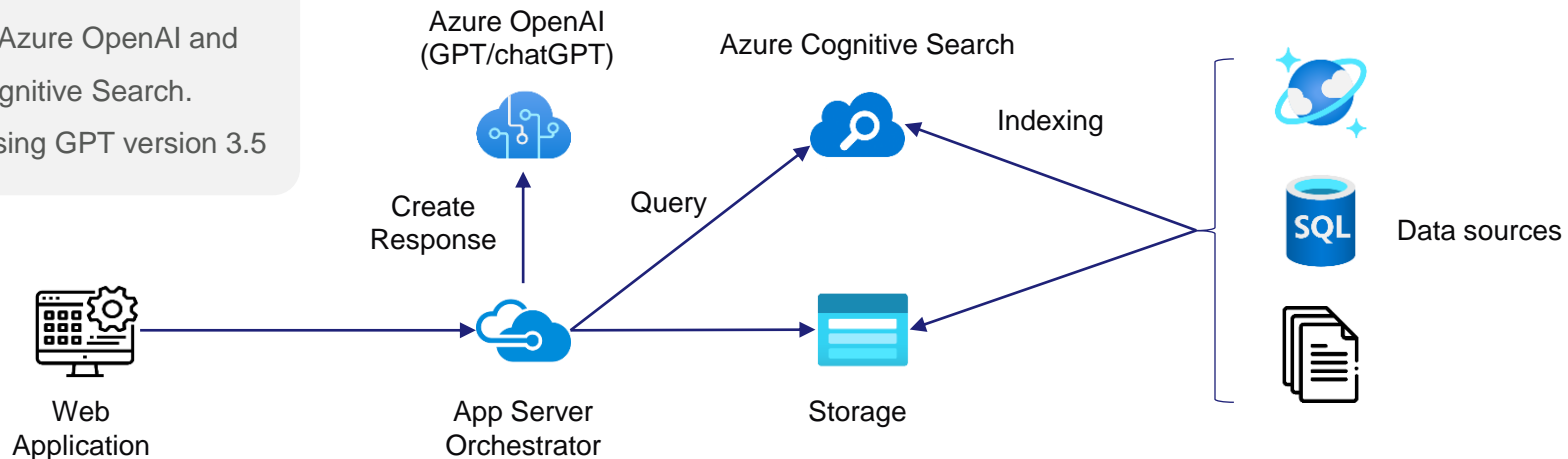 Azure OpenAI and
gnitive Search.
sing GPT version 3.5
Azure OpenAI
(GPT/chatGPT)
Azure Cognitive Search
Indexing
Create
Response
Query
SQL
Data sources
Web
Application
App Server
Orchestrator
Storage